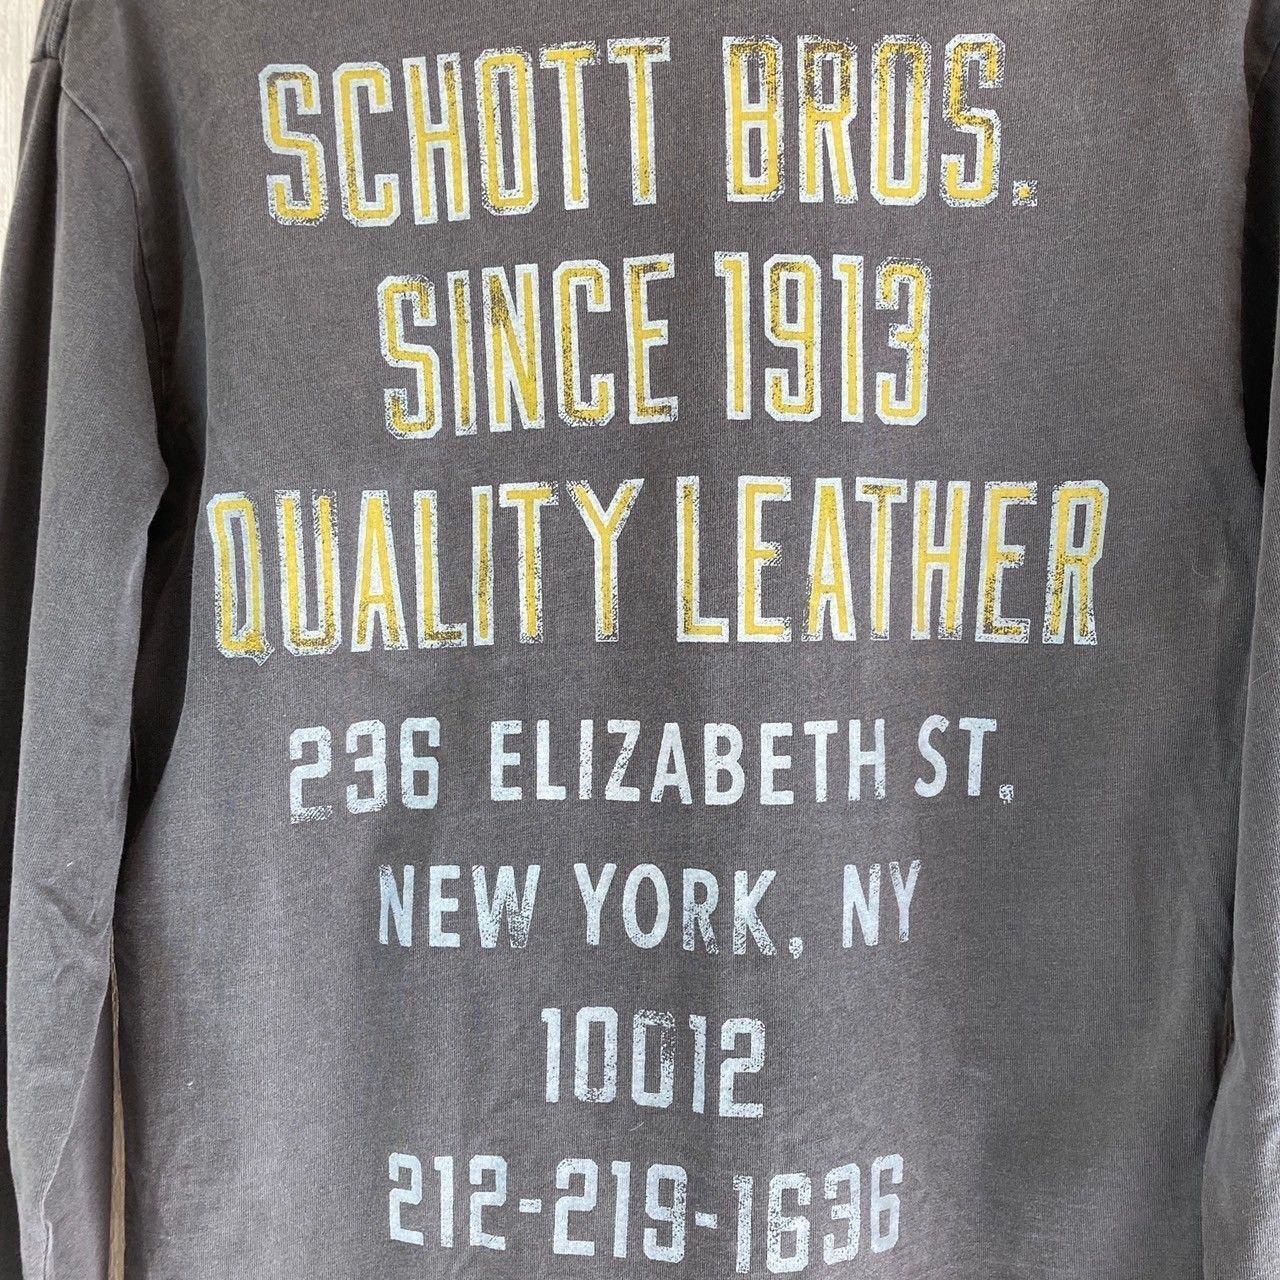 SCHOTT BROS.
SINCE 1913
QUALITY LEATHER
236 ELIZABETH ST.
NEW YORK, NY
10012
212-219-1636